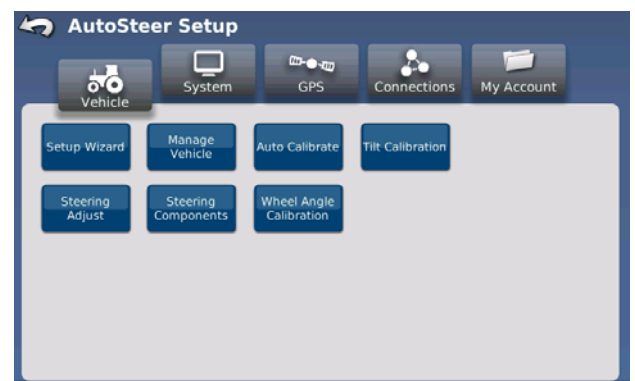 AutoSteer Setup
Vehicle
System
GPS
Connections
My Account
Setup Wizard
Manage
Vehicle
Auto Calibrate
Tilt Calibration
Steering
Adjust
Steering
Components
Wheel Angle
Calibration